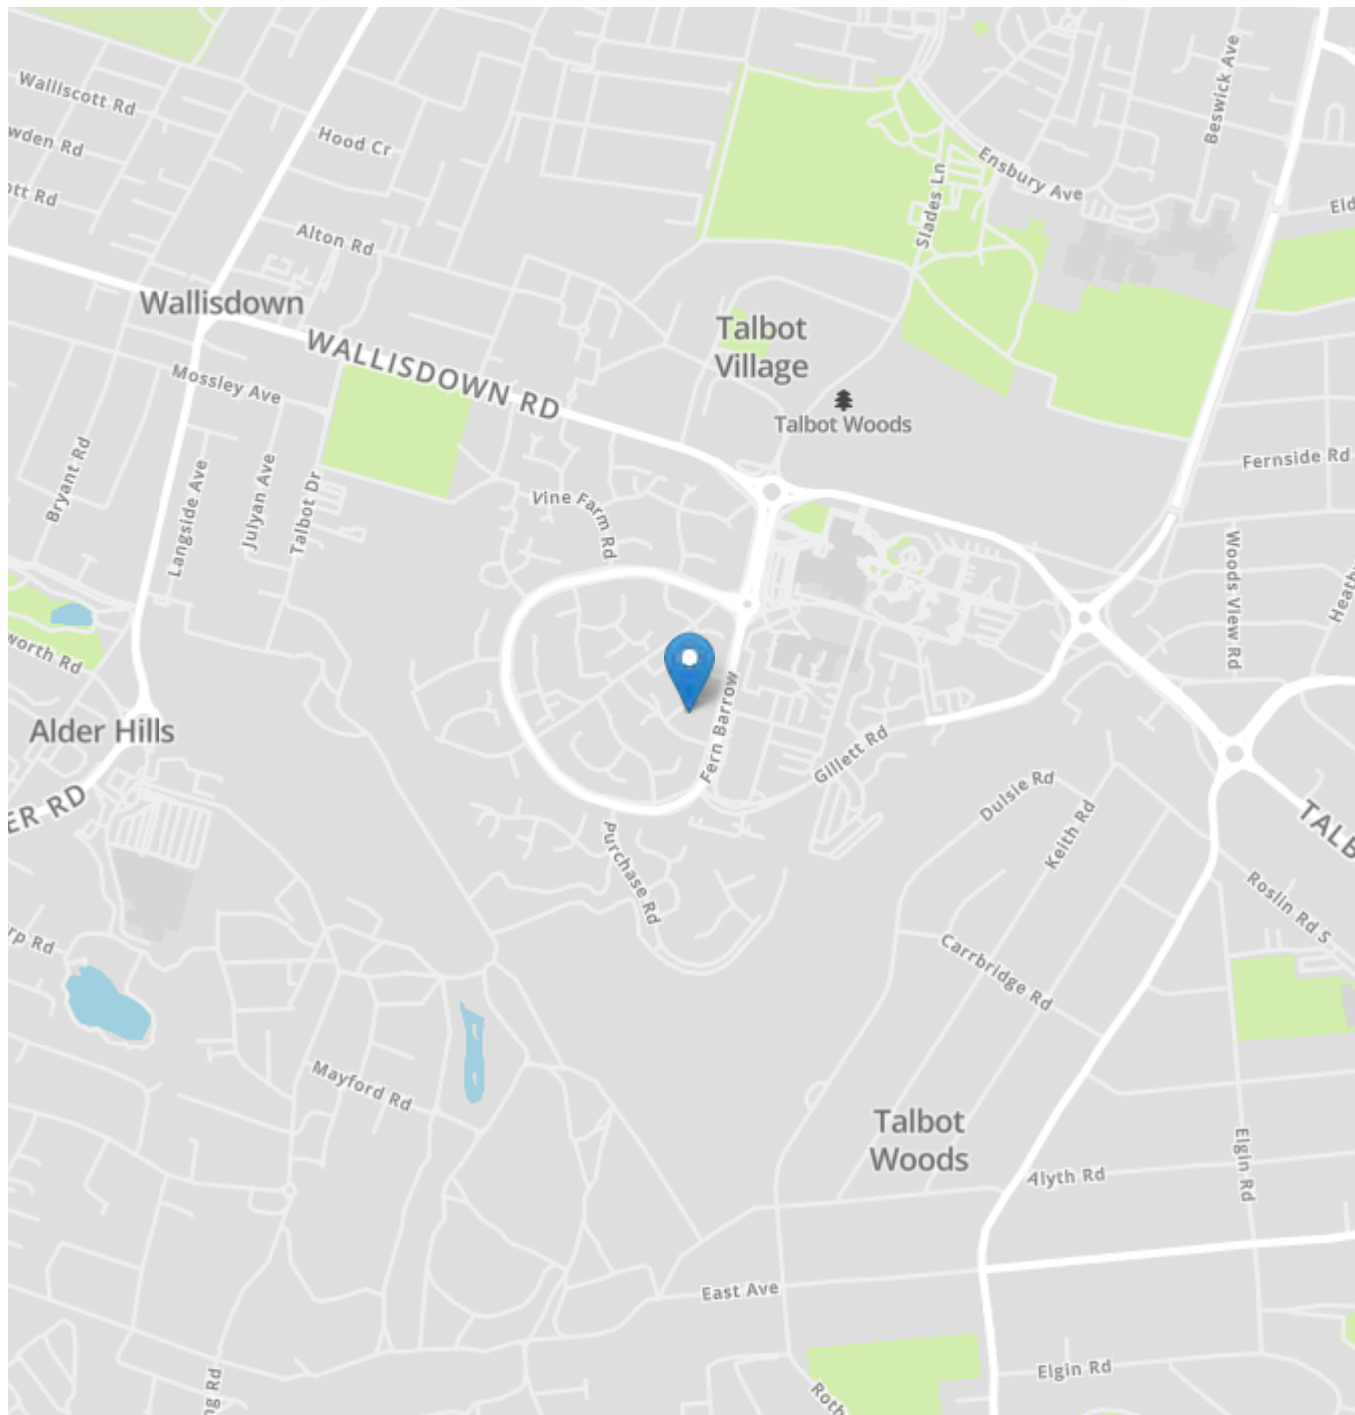 Walliscott Rd
Beswick Ave
wden Rd
Hood Cr
Ensbury Ave
ott Rd
Slades Ln
Eld
Alton Rd
Wallisdown
WALLISDOWN RD
Talbot
Village
Mossley Ave
Talbot Woods
Bryant Rd
Langside Ave
Julyan Ave
Talbot Dr
Fernside Rd
Vine Farm Rd
Woods View Rd
Heath
worth Rd
Alder Hills
Fern Barrow
Gillett Rd
ER RD
Dulsie Rd
Keith Rd
TALB
Purchase Rd
Roslin Rd S
rp Rd
Carrbridge Rd
Mayford Rd
Talbot
Woods
Alyth Rd
Elgin Rd
East Ave
Elgin Rd
ng Rd
Roth